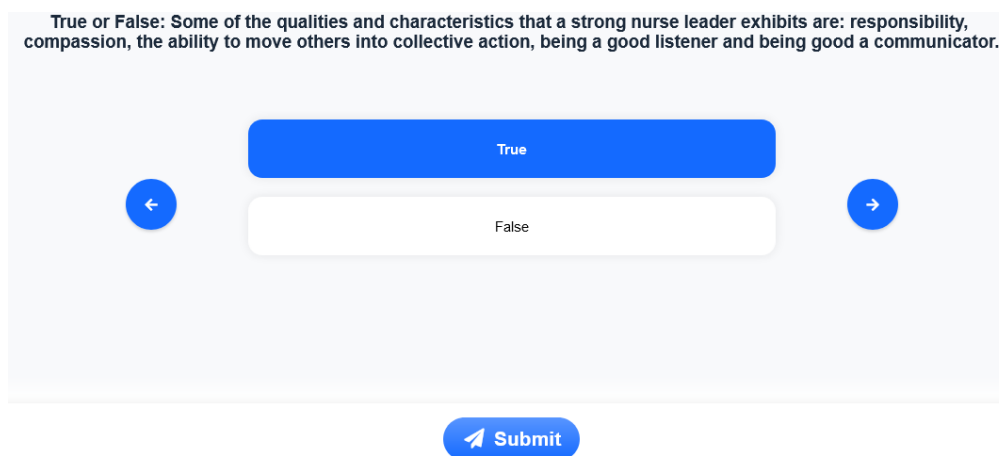 True or False: Some of the qualities and characteristics that a strong nurse leader exhibits are: responsibility,
compassion, the ability to move others into collective action, being a good listener and being good a communicator.
True
False
Submit